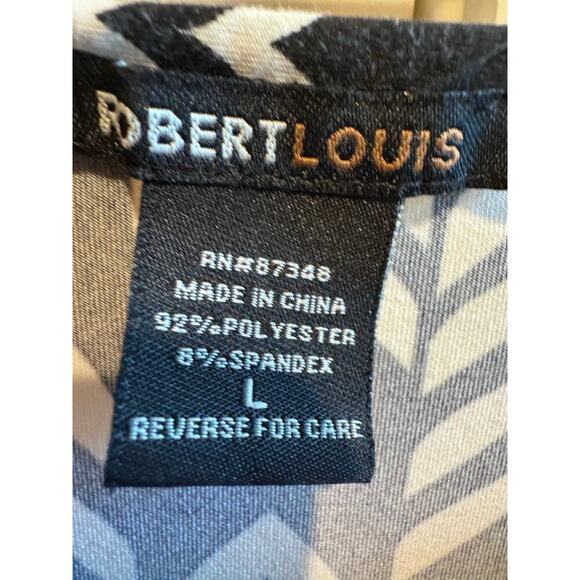 ROBERTLOUIS
RN#87348
MADE IN CHINA
92%POLYESTER
8%SPANDEX
L
REVERSE FOR CARE